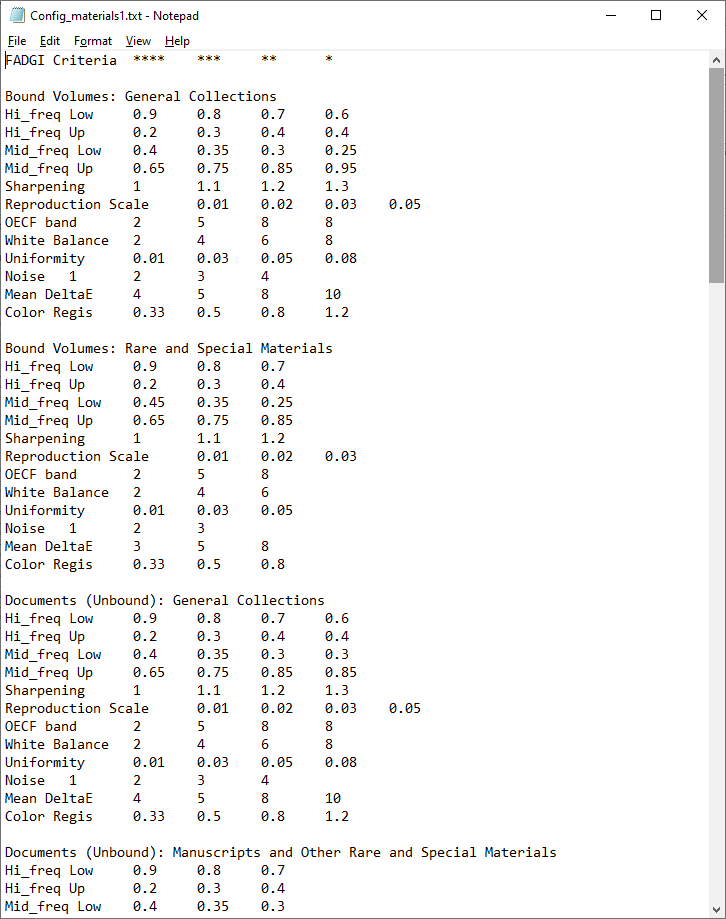 Config_materials1.txt - Notepad
File Edit Format View Help
FADGI Criteria **** *** ** *
Bound Volumes: General Collections
Hi_freq Low 0.9 0.8 0.7 0.6
Hi_freq Up 0.2 0.3 0.4 0.4
Mid_freq Low 0.4 0.35 0.3 0.25
Mid_freq Up 0.65 0.75 0.85 0.95
Sharpening 1 1.1 1.2 1.3
Reproduction Scale 0.01 0.02 0.03 0.05
OECF band 2 5 8 8
White Balance 2 4 6 8
Uniformity 0.01 0.03 0.05 0.08
Noise 1 2 3 4
Mean DeltaE 4 5 8 10
Color Regis 0.33 0.5 0.8 1.2
Bound Volumes: Rare and Special Materials
Hi_freq Low 0.9 0.8 0.7
Hi_freq Up 0.2 0.3 0.4
Mid_freq Low 0.45 0.35 0.25
Mid_freq Up 0.65 0.75 0.85
Sharpening 1 1.1 1.2
Reproduction Scale 0.01 0.02 0.03
OECF band 2 5 8
White Balance 2 4 6
Uniformity 0.01 0.03 0.05
Noise 1 2 3
Mean DeltaE 3 5 8
Color Regis 0.33 0.5 0.8
Documents (Unbound): General Collections
Hi_freq Low 0.9 0.8 0.7 0.6
Hi_freq Up 0.2 0.3 0.4 0.4
Mid_freq Low 0.4 0.35 0.3 0.3
Mid_freq Up 0.65 0.75 0.85 0.85
Sharpening 1 1.1 1.2 1.3
Reproduction Scale 0.01 0.02 0.03 0.05
OECF band 2 5 8 8
White Balance 2 4 6 8
Uniformity 0.01 0.03 0.05 0.08
Noise 1 2 3 4
Mean DeltaE 4 5 8 10
Color Regis 0.33 0.5 0.8 1.2
Documents (Unbound): Manuscripts and Other Rare and Special Materials
Hi_freq Low 0.9 0.8 0.7
Hi_freq Up 0.2 0.3 0.4
Mid_freq Low 0.4 0.35 0.3